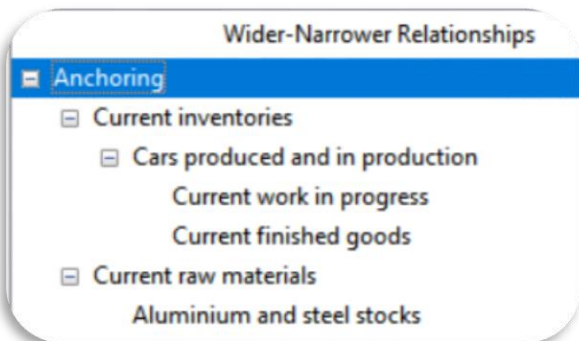 Wider-Narrower Relationships
Anchoring
Current inventories
Cars produced and in production
Current work in progress
Current finished goods
Current raw materials
Aluminium and steel stocks